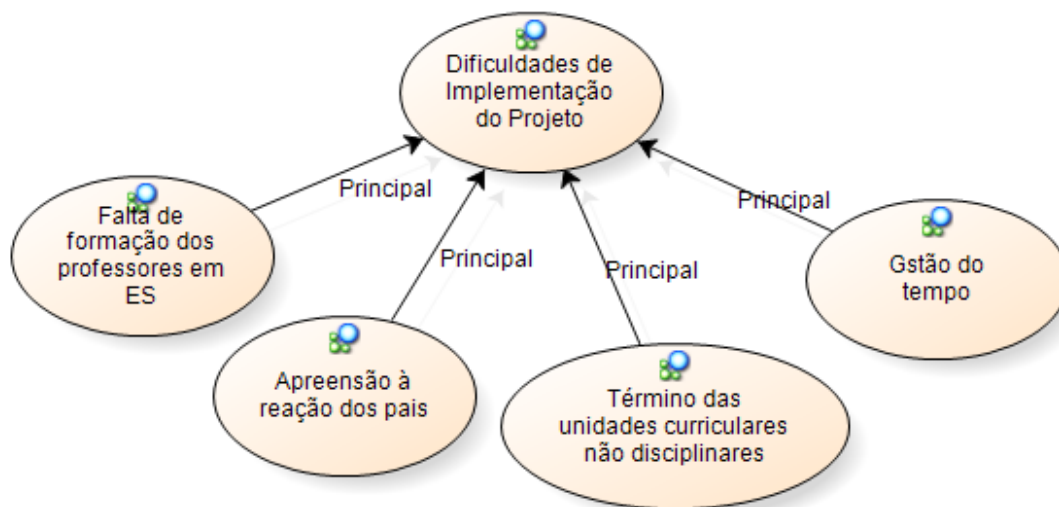 Dificuldades de
Implementação
do Projeto
Principal
Falta de
formação dos
professores em
ES
Principal
Apreensão à
reação dos pais
Principal
Término das
unidades curriculares
não disciplinares
Principal
Gstão do
tempo